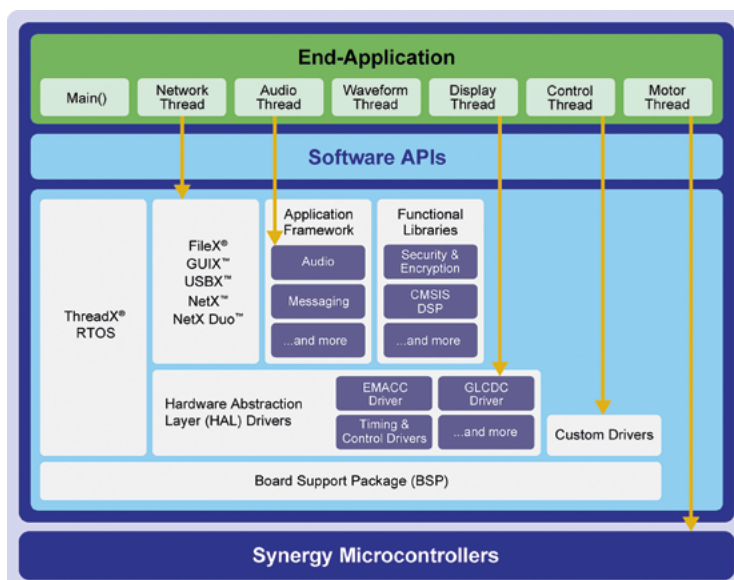 End-Application
Main()
Network
Thread
Audio
Thread
Waveform
Thread
Display
Thread
Control
Thread
Motor
Thread
Software APIs
ThreadX®
RTOS
FileX®
GUIX™
USBX™
NetX™
NetX Duo™
Application
Framework
Audio
Messaging
...and more
Functional
Libraries
Security &
Encryption
CMSIS
DSP
...and more
Hardware Abstraction
Layer (HAL) Drivers
EMACC
Driver
GLCDC
Driver
Timing &
Control Drivers
...and more
Custom Drivers
Board Support Package (BSP)
Synergy Microcontrollers